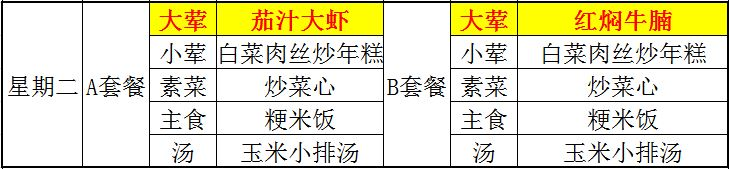 大荤 茄汁大虾 大荤 红焖牛腩
小荤 白菜肉丝炒年糕 小荤 白菜肉丝炒年糕
星期二 A套餐 素菜 炒菜心 B套餐 素菜 炒菜心
主食 粳米饭 主食 粳米饭
汤 玉米小排汤 汤 玉米小排汤